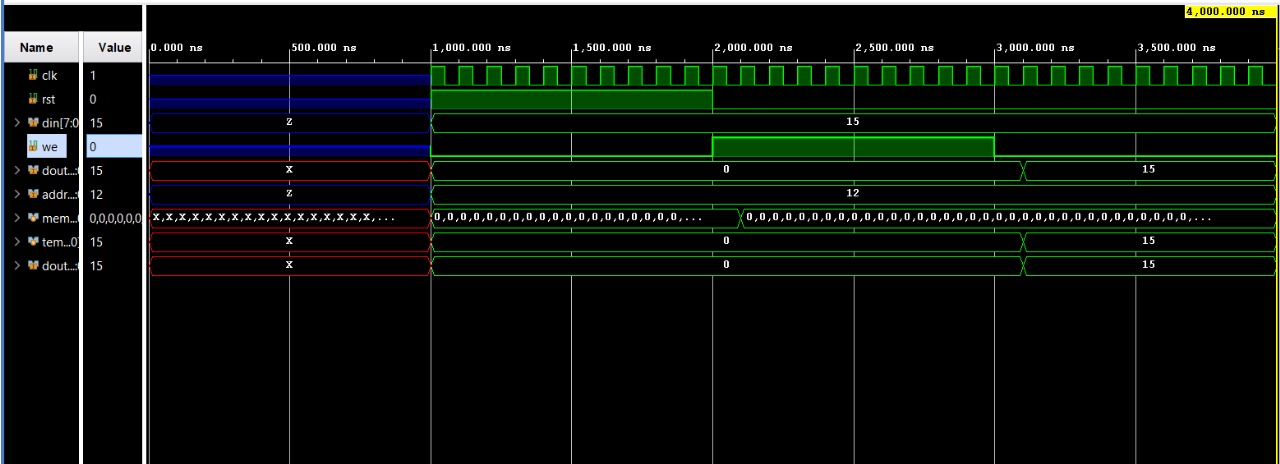 4,000.000 ns
Name Value 0.000 ns 500.000 ns 1,000.000 ns 1,500.000 ns 2,000.000 ns 2,500.000 ns 3,000.000 ns 3,500.000 ns
clk 1
rst 0
din[7:0 15 Z 15
we 0
dout...:( 15 X 0 15
addr...:( 12 Z 12
mem...( 0,0,0,0,0,0 X,X,X,X,X,X,X,X,X,X,X,X,X,X,X,X,X,... 0,0,0,0,0,0,0,0,0,0,0,0,0,0,0,0,0,0,0,... 0,0,0,0,0,0,0,0,0,0,0,0,0,0,0,0,0,0,0,0,0,0,0,0,0,0,0,0,0,0,0,0,0,0,...
tem...0] 15 X 0 15
dout...:( 15 X 0 15